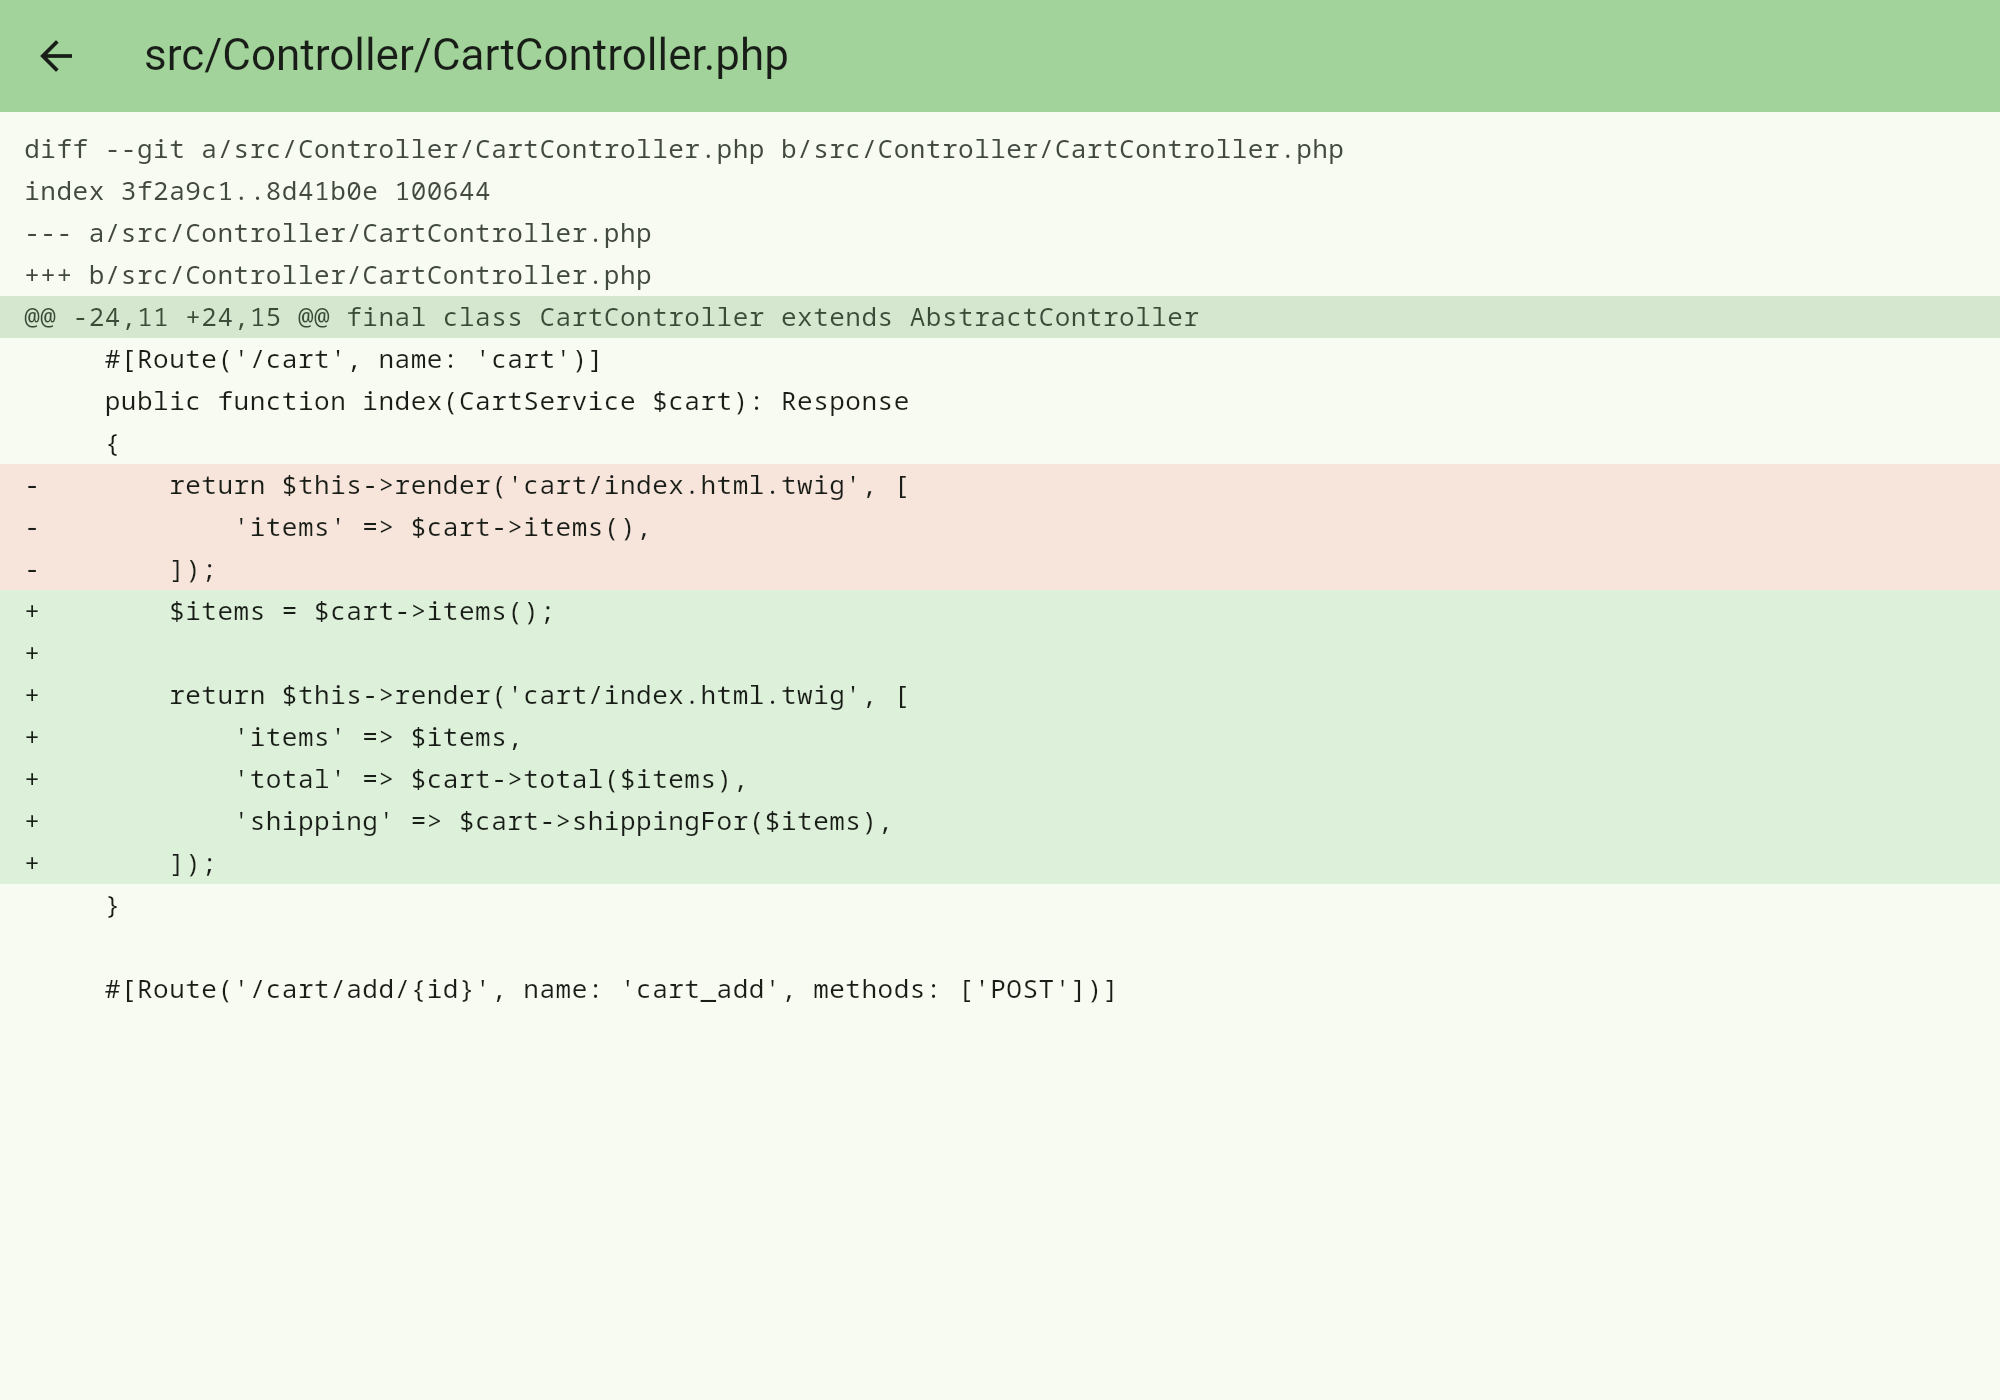 src/Controller/CartController.php
diff --git a/src/Controller/CartController.php b/src/Controller/CartController.php
index 3f2a9c1..8d41b0e 100644
--- a/src/Controller/CartController.php
+++ b/src/Controller/CartController.php
@@ -24,11 +24,15 @@ final class CartController extends AbstractController
     #[Route('/cart', name: 'cart')]
     public function index(CartService $cart): Response
     {
-        return $this->render('cart/index.html.twig', [
-            'items' => $cart->items(),
-        ]);
+        $items = $cart->items();
+
+        return $this->render('cart/index.html.twig', [
+            'items' => $items,
+            'total' => $cart->total($items),
+            'shipping' => $cart->shippingFor($items),
+        ]);
     }

     #[Route('/cart/add/{id}', name: 'cart_add', methods: ['POST'])]